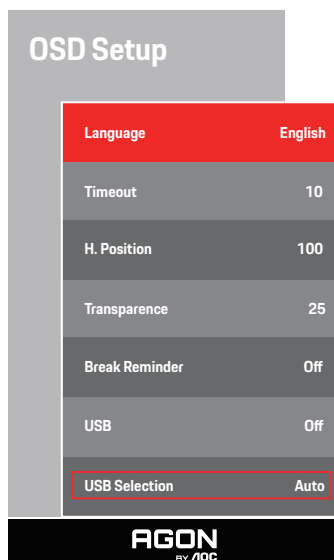 OSD Setup
Language English
Timeout 10
H. Position 100
Transparence 25
Break Reminder Off
USB Off
USB Selection Auto
AGON
BY AOC